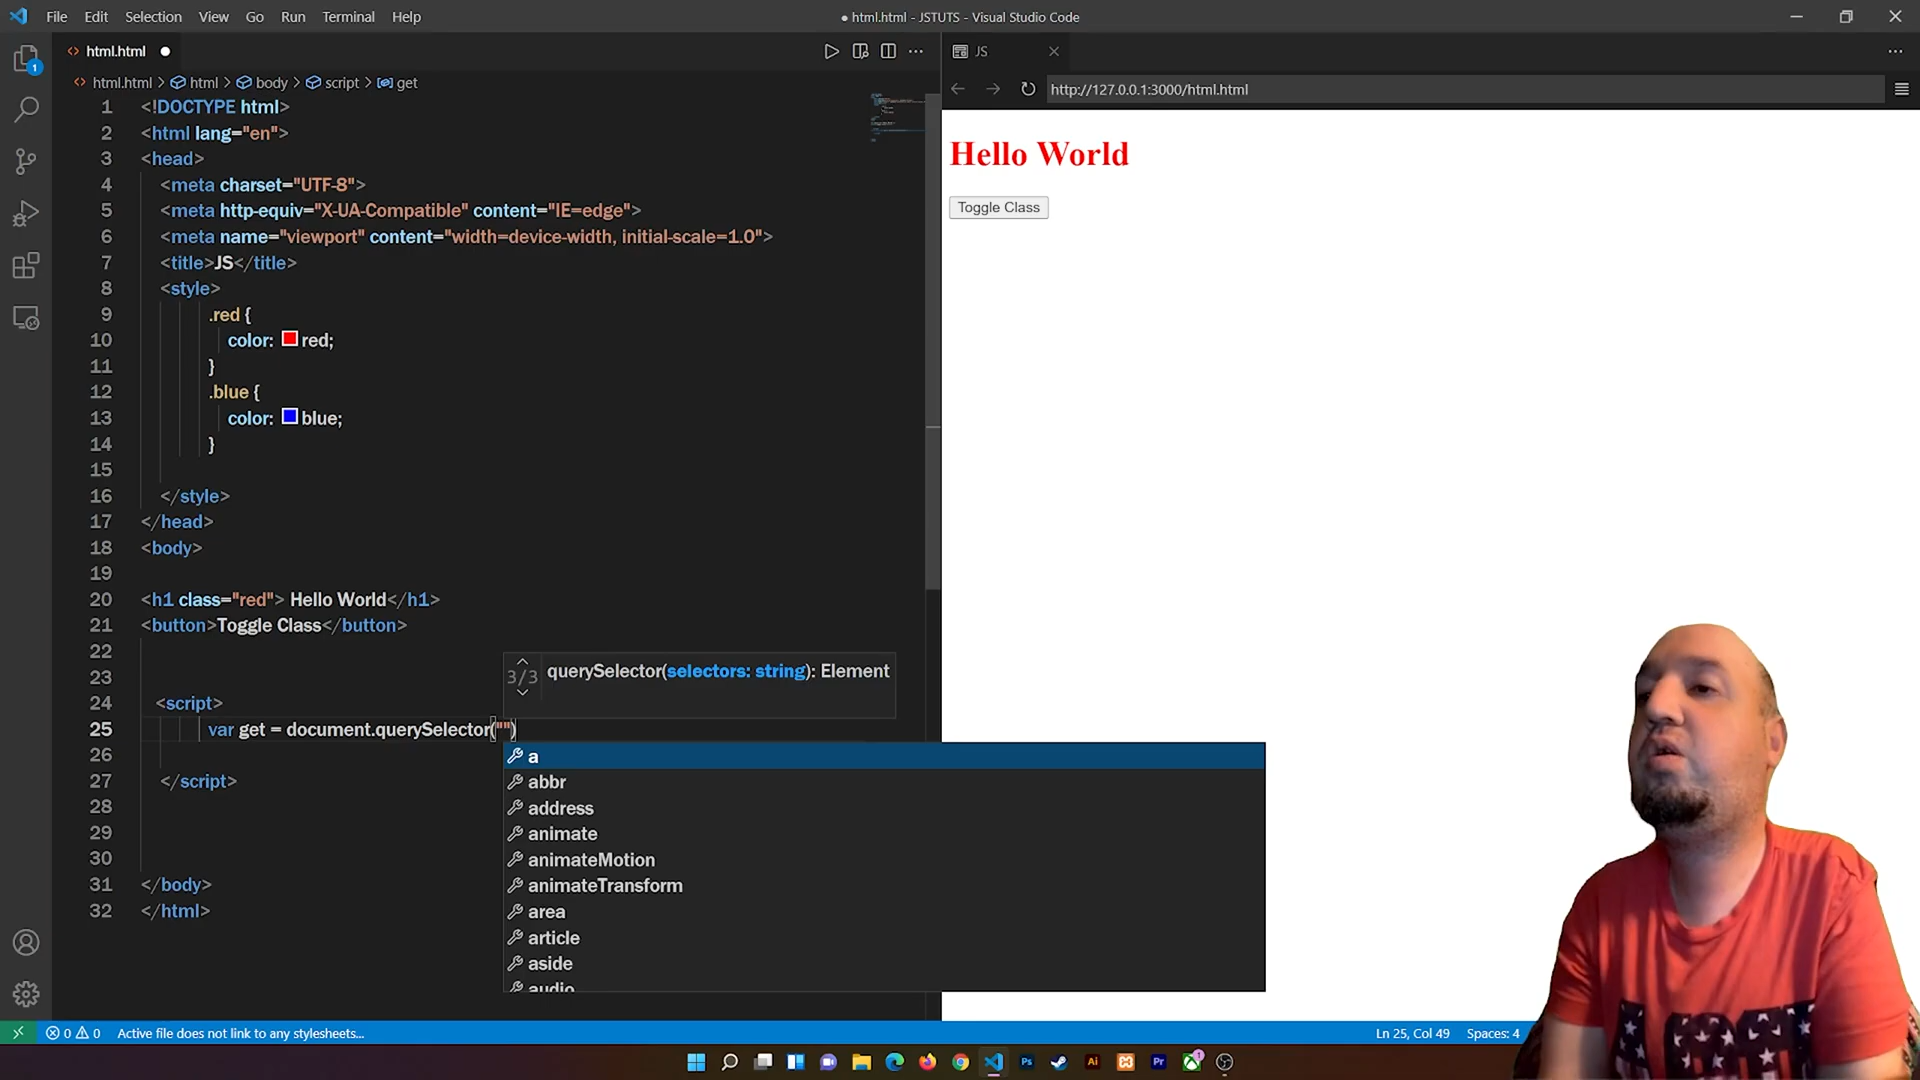 File Edit Selection View Go Run Terminal Help
● html.html - JSTUTS - Visual Studio Code
html.html ●
JS
html.html > html > body > script > get
http://127.0.0.1:3000/html.html
1 <!DOCTYPE html>
2 <html lang="en">
3 <head>
4 <meta charset="UTF-8">
5 <meta http-equiv="X-UA-Compatible" content="IE=edge">
6 <meta name="viewport" content="width=device-width, initial-scale=1.0">
7 <title>JS</title>
8 <style>
9 .red {
10 color: red;
11 }
12 .blue {
13 color: blue;
14 }
15
16 </style>
17 </head>
18 <body>
19
20 <h1 class="red"> Hello World</h1>
21 <button>Toggle Class</button>
22
23
24 <script>
25 var get = document.querySelector("")
26
27 </script>
28
29
30
31 </body>
32 </html>
3/3 querySelector(selectors: string): Element
a
abbr
address
animate
animateMotion
animateTransform
area
article
aside
audio
Hello World
Toggle Class
1
0 0 Active file does not link to any stylesheets...
Ln 25, Col 49 Spaces: 4
Ps
Ai
Pr
1